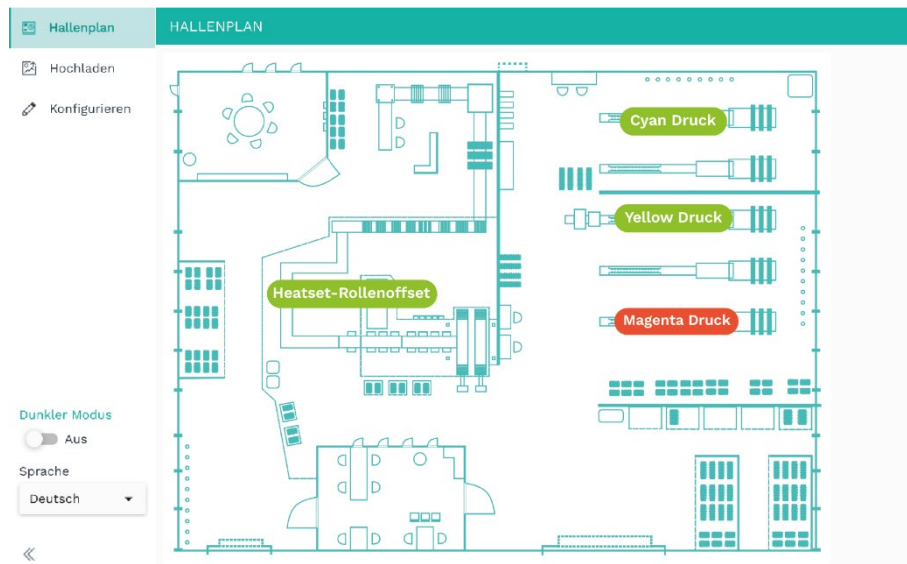 Hallenplan
HALLENPLAN
Hochladen
Konfigurieren
Cyan Druck
Yellow Druck
Heatset-Rollenoffset
Magenta Druck
Dunkler Modus
Aus
Sprache
Deutsch